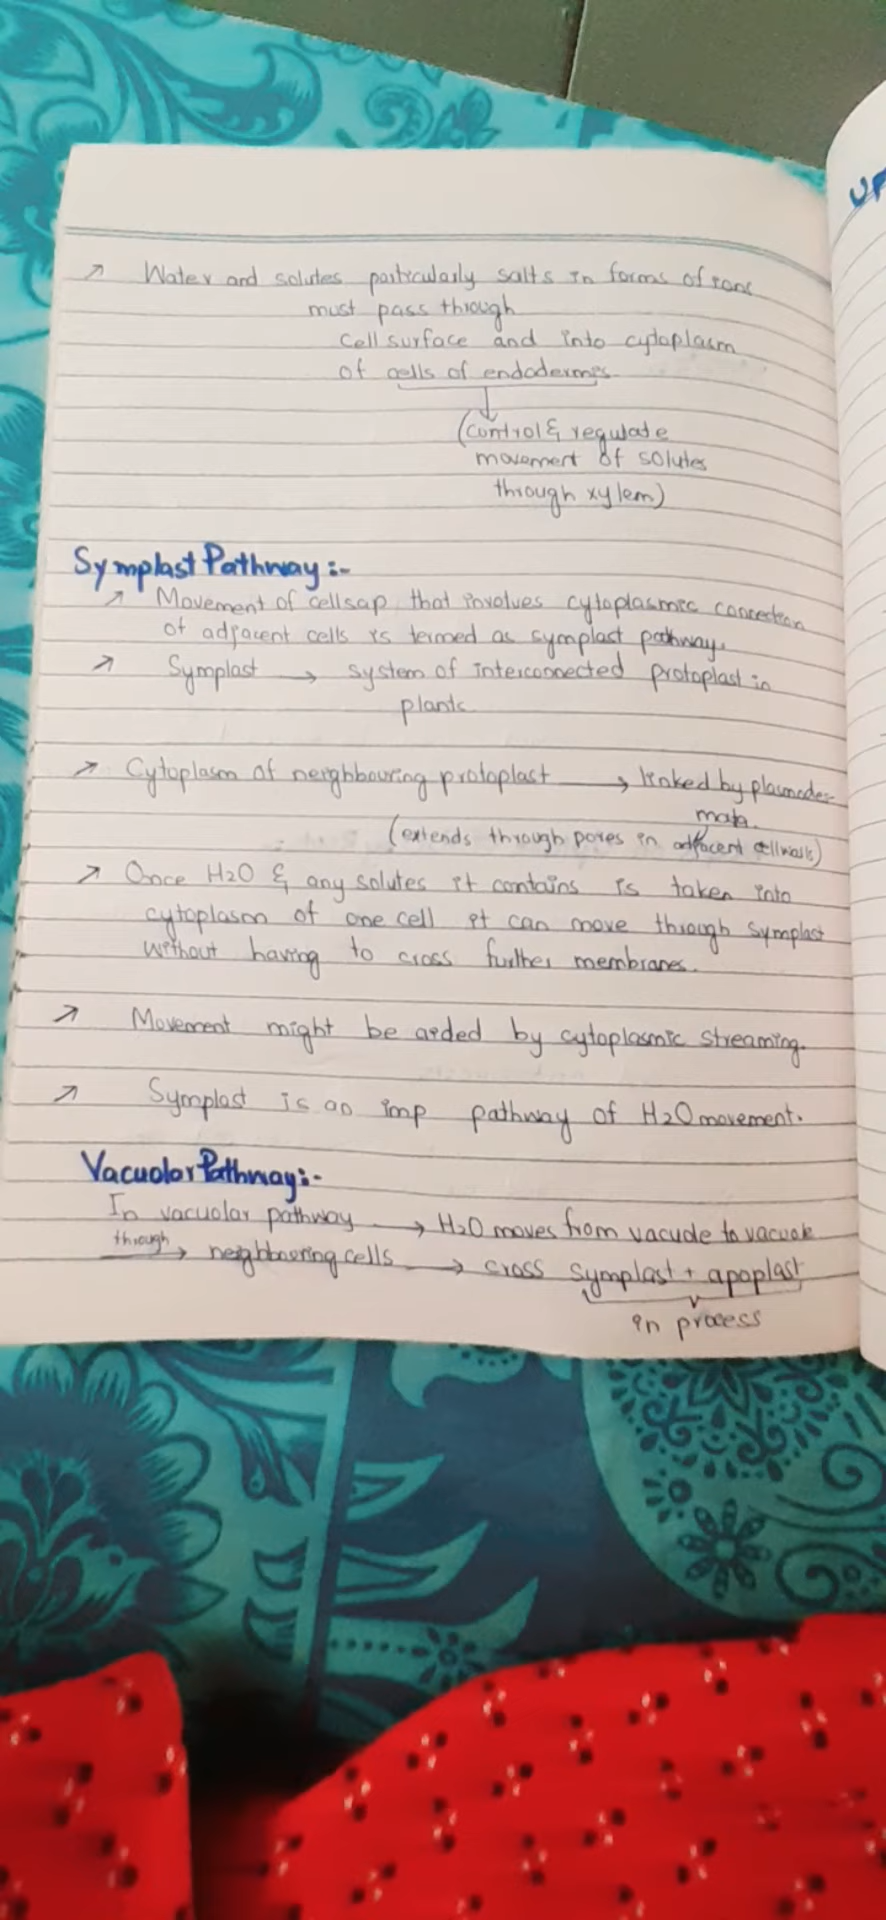 ↗ Water and solutes, particularly salts in forms of ions
must pass through
cell surface and into cytoplasm
of cells of endodermis
↓
(control & regulate
movement of solutes
through xylem)
Symplast Pathway:-
↗ Movement of cellsap that involves cytoplasmic connection
of adjacent cells is termed as symplast pathway.
↗ Symplast → system of interconnected protoplast in
plants
↗ Cytoplasm of neighbouring protoplast → linked by plasmodes-
mata.
(extends through pores in adjacent cellwalls)
↗ Once H2O & any solutes it contains is taken into
cytoplasm of one cell it can move through symplast
without having to cross further membranes.
↗ Movement might be aided by cytoplasmic streaming.
↗ Symplast is an imp pathway of H2O movement.
Vacuolar Pathway:-
In vacuolar pathway → H2O moves from vacuole to vacuole
through → neighbouring cells → cross symplast + apoplast
in process
UP